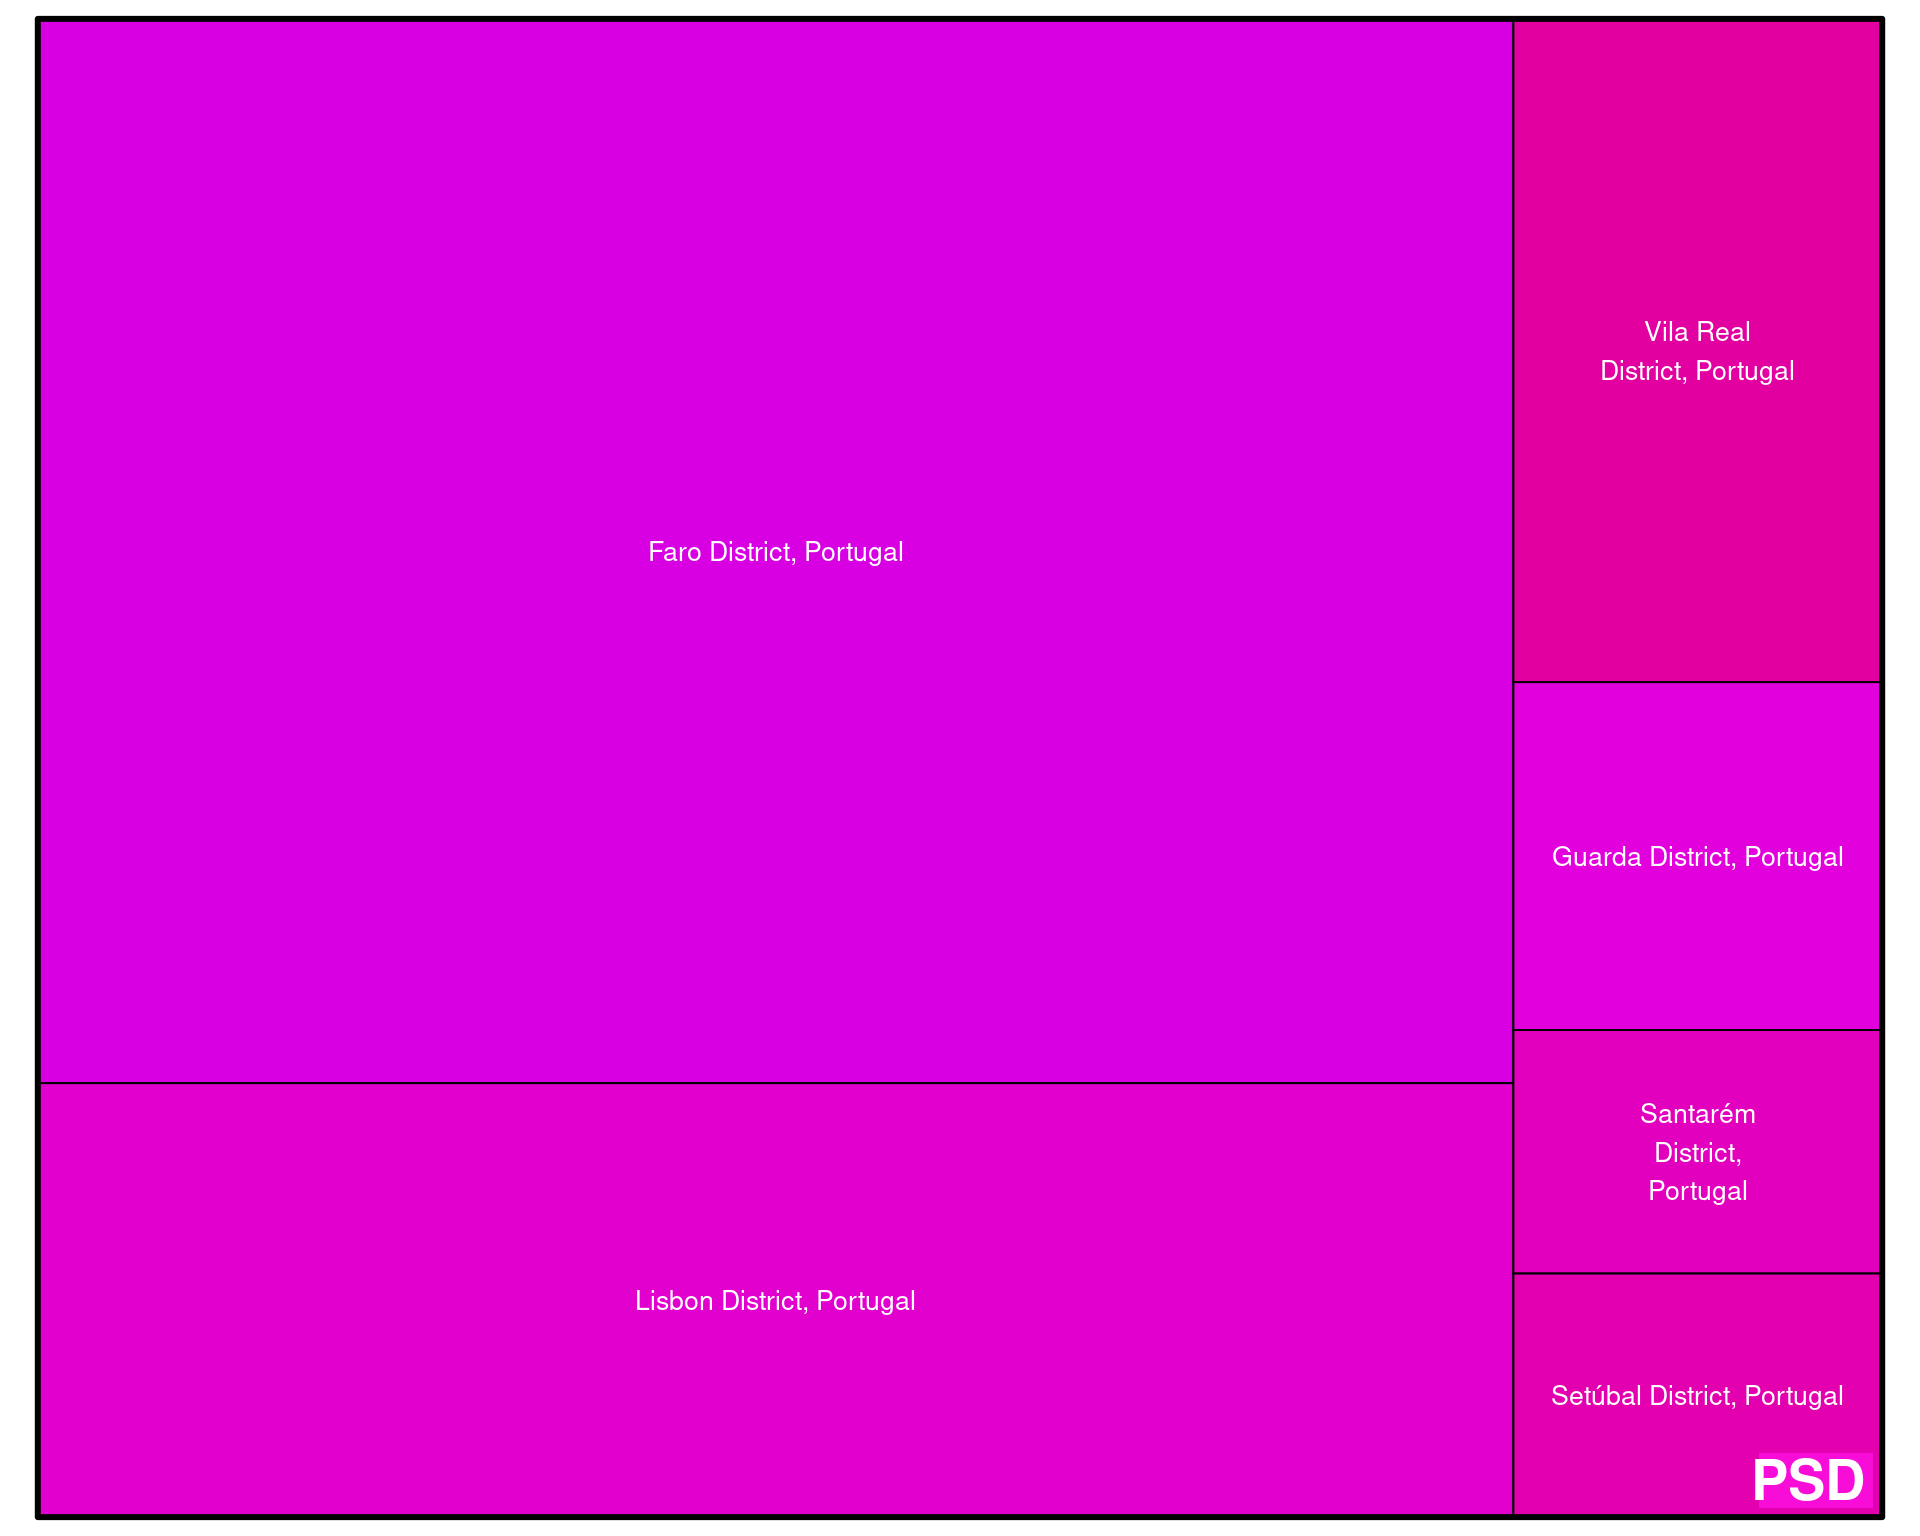 Vila Real
District, Portugal
Faro District, Portugal
Guarda District, Portugal
Santarém
District,
Portugal
Lisbon District, Portugal
Setúbal District, Portugal
PSD